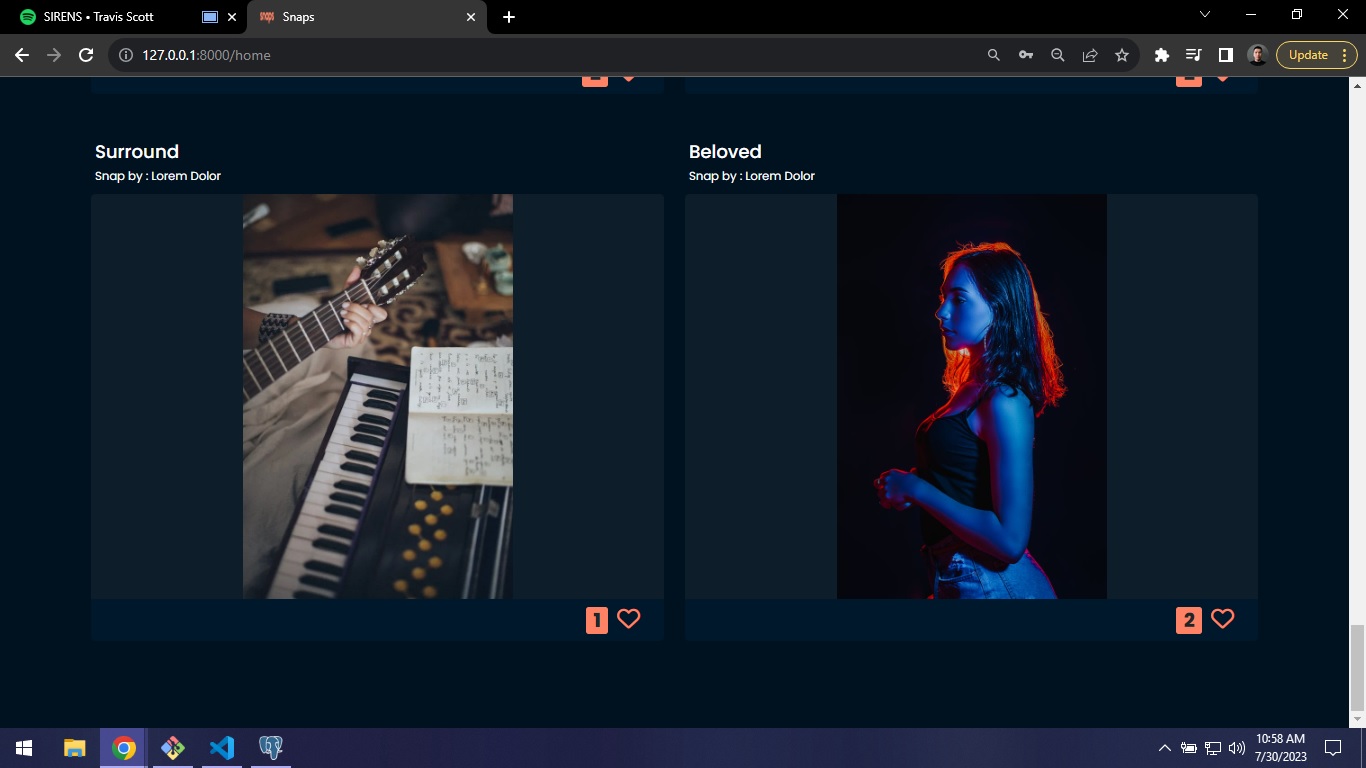 SIRENS • Travis Scott
snaps
Snaps
127.0.0.1:8000/home
Update
Surround
Snap by : Lorem Dolor
Beloved
Snap by : Lorem Dolor
1
2
10:58 AM
7/30/2023